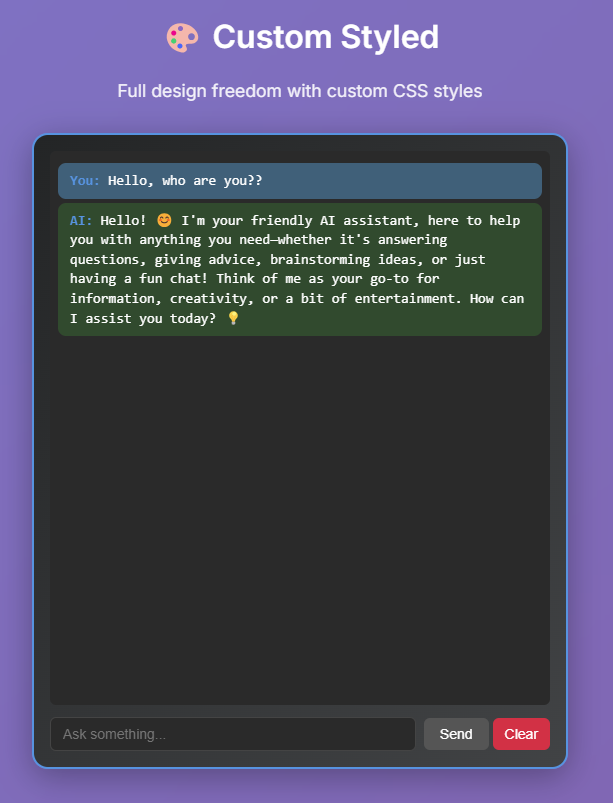 🎨 Custom Styled
Full design freedom with custom CSS styles
You: Hello, who are you??
AI: Hello! 😊 I'm your friendly AI assistant, here to help
you with anything you need—whether it's answering
questions, giving advice, brainstorming ideas, or just
having a fun chat! Think of me as your go-to for
information, creativity, or a bit of entertainment. How can
I assist you today? 💡
Ask something...
Send
Clear